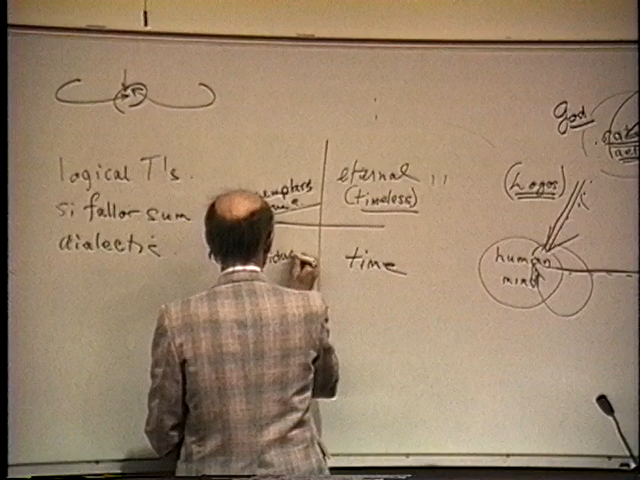 logical T's.
si fallor sum
dialectic
eternal
(timeless)
time
(Logos)
God
human
mind